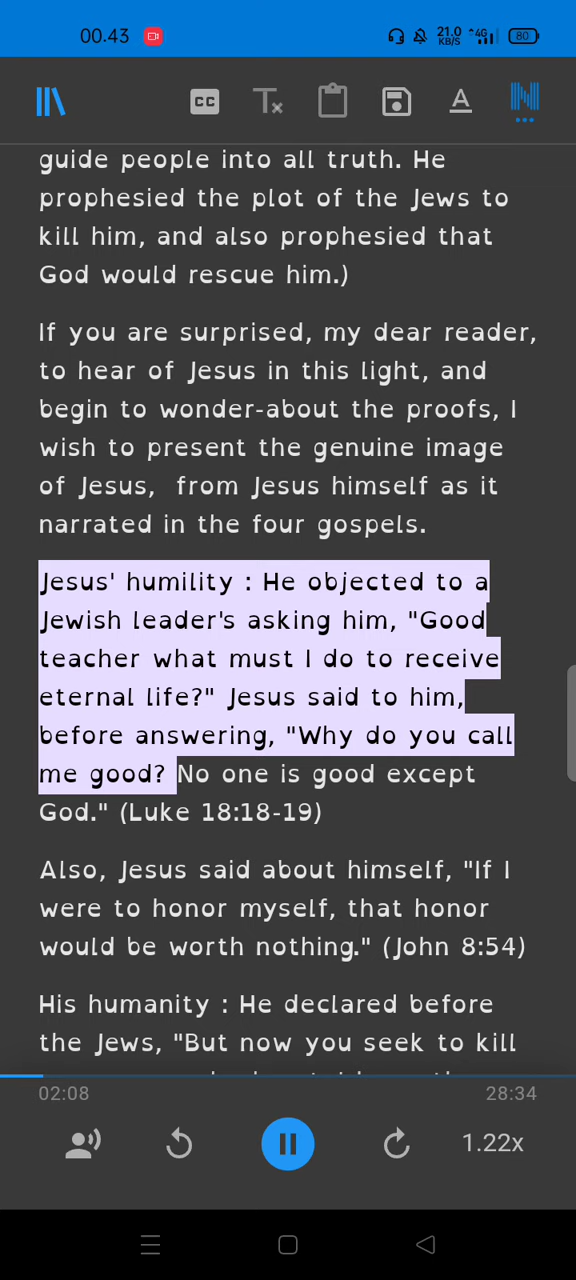 00.43
21.0
KB/S
4G
80
CC
guide people into all truth. He
prophesied the plot of the Jews to
kill him, and also prophesied that
God would rescue him.)
If you are surprised, my dear reader,
to hear of Jesus in this light, and
begin to wonder-about the proofs, I
wish to present the genuine image
of Jesus,  from Jesus himself as it
narrated in the four gospels.
Jesus' humility : He objected to a
Jewish leader's asking him, "Good
teacher what must I do to receive
eternal life?" Jesus said to him,
before answering, "Why do you call
me good? No one is good except
God." (Luke 18:18-19)
Also, Jesus said about himself, "If I
were to honor myself, that honor
would be worth nothing." (John 8:54)
His humanity : He declared before
the Jews, "But now you seek to kill
02:08
28:34
1.22x